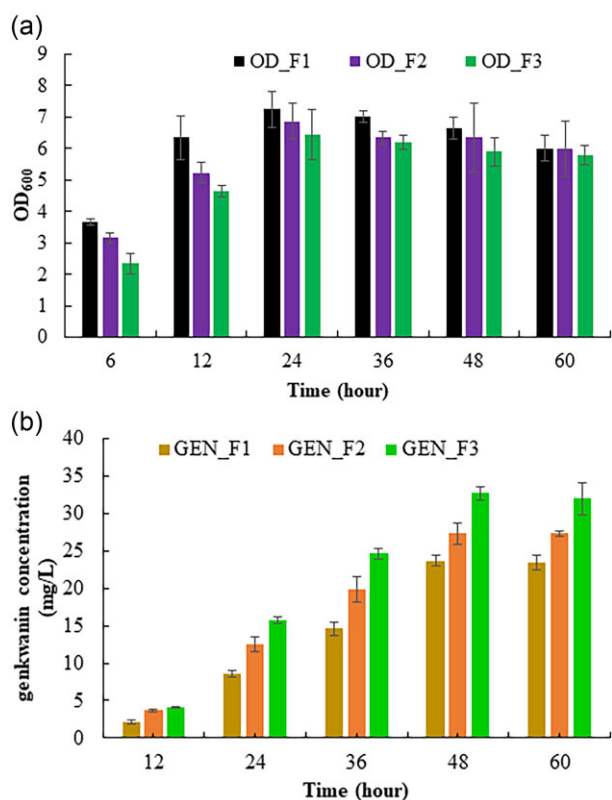 (a)
9
8
7
6
5
4
3
2
1
0
OD600
OD_F1 OD_F2 OD_F3
6 12 24 36 48 60
Time (hour)
(b)
40
35
30
25
20
15
10
5
0
genkwanin concentration
(mg/L)
GEN_F1 GEN_F2 GEN_F3
12 24 36 48 60
Time (hour)